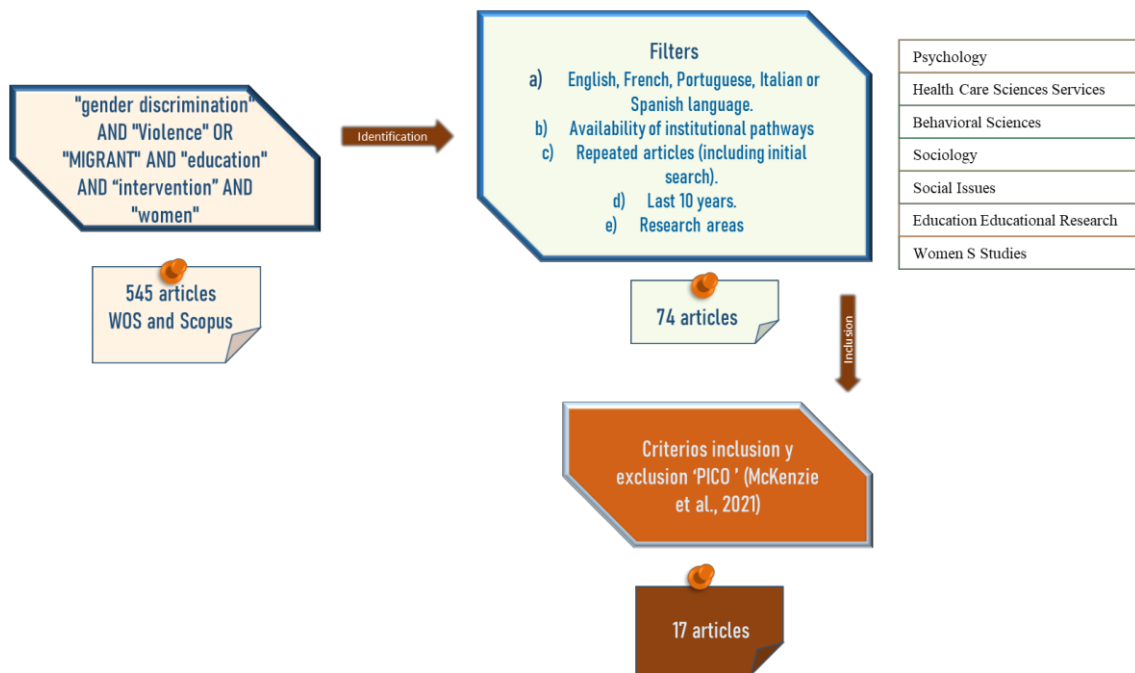 "gender discrimination"
AND "Violence" OR
"MIGRANT" AND "education"
AND “intervention” AND
"women"
545 articles
WOS and Scopus
Identification
Filters
a) English, French, Portuguese, Italian or
Spanish language.
b) Availability of institutional pathways
c) Repeated articles (including initial
search).
d) Last 10 years.
e) Research areas
74 articles
Psychology
Health Care Sciences Services
Behavioral Sciences
Sociology
Social Issues
Education Educational Research
Women S Studies
Inclusion
Criterios inclusion y
exclusion ‘PICO ’ (McKenzie
et al., 2021)
17 articles